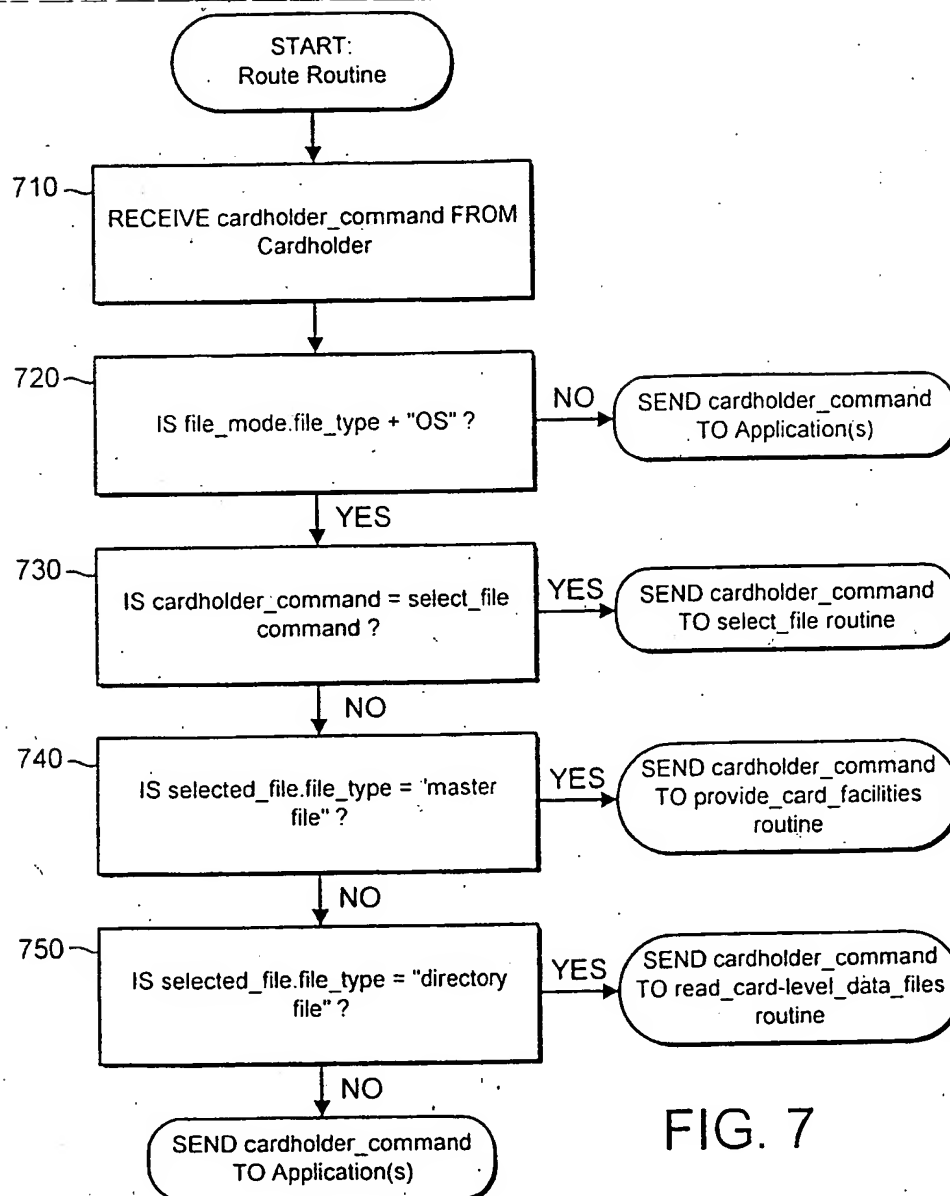 START:
Route Routine
710
RECEIVE cardholder_command FROM
Cardholder
720
IS file_mode.file_type + "OS" ?
NO
SEND cardholder_command
TO Application(s)
YES
730
IS cardholder_command = select_file
command ?
YES
SEND cardholder_command
TO select_file routine
NO
740
IS selected_file.file_type = 'master
file" ?
YES
SEND cardholder_command
TO provide_card_facilities
routine
NO
750
IS selected_file.file_type = "directory
file" ?
YES
SEND cardholder_command
TO read_card-level_data_files
routine
NO
SEND cardholder_command
TO Application(s)
FIG. 7